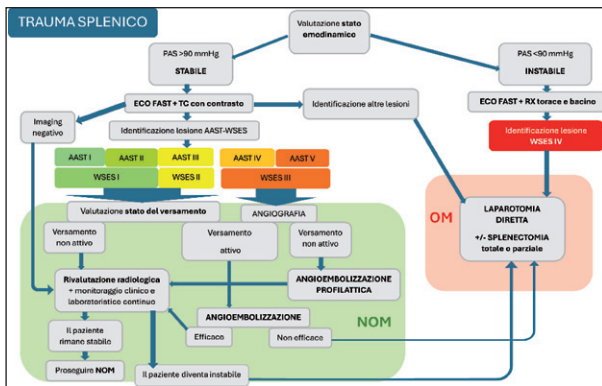 TRAUMA SPLENICO
Valutazione stato
emodinamico
PAS >90 mmHg
STABILE
PAS <90 mmHg
INSTABILE
ECO FAST + TC con contrasto
Identificazione altre lesioni
ECO FAST + RX torace e bacino
Imaging
negativo
Identificazione lesione AAST-WSES
Identificazione lesione
WSES IV
AAST I
AAST II
AAST III
AAST IV
AAST V
WSES I
WSES II
WSES III
Valutazione stato del versamento
ANGIOGRAFIA
OM
LAPAROTOMIA
DIRETTA
+/- SPLENECTOMIA
totale o parziale
Versamento
non attivo
Versamento
attivo
Versamento
non attivo
Rivalutazione radiologica
+ monitoraggio clinico e
laboratoristico continuo
ANGIOEMBOLIZZAZIONE
PROFILATTICA
ANGIOEMBOLIZZAZIONE
NOM
Efficace
Non efficace
Il paziente
rimane stabile
Proseguire NOM
Il paziente diventa instabile